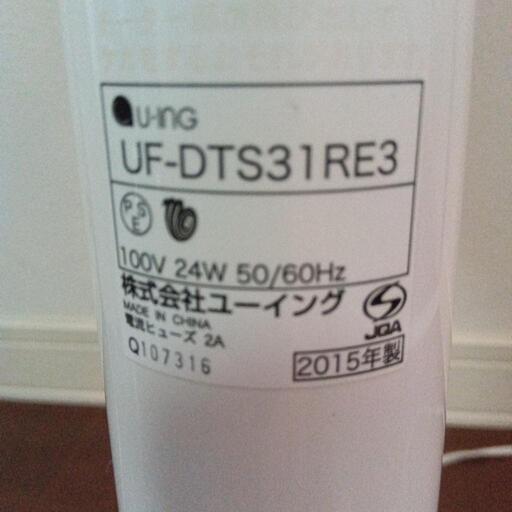 U-ING
UF-DTS31RE3
PSE
100V 24W 50/60Hz
株式会社ユーイング
MADE IN CHINA
電流ヒューズ 2A
Q107316
JQA
2015年製